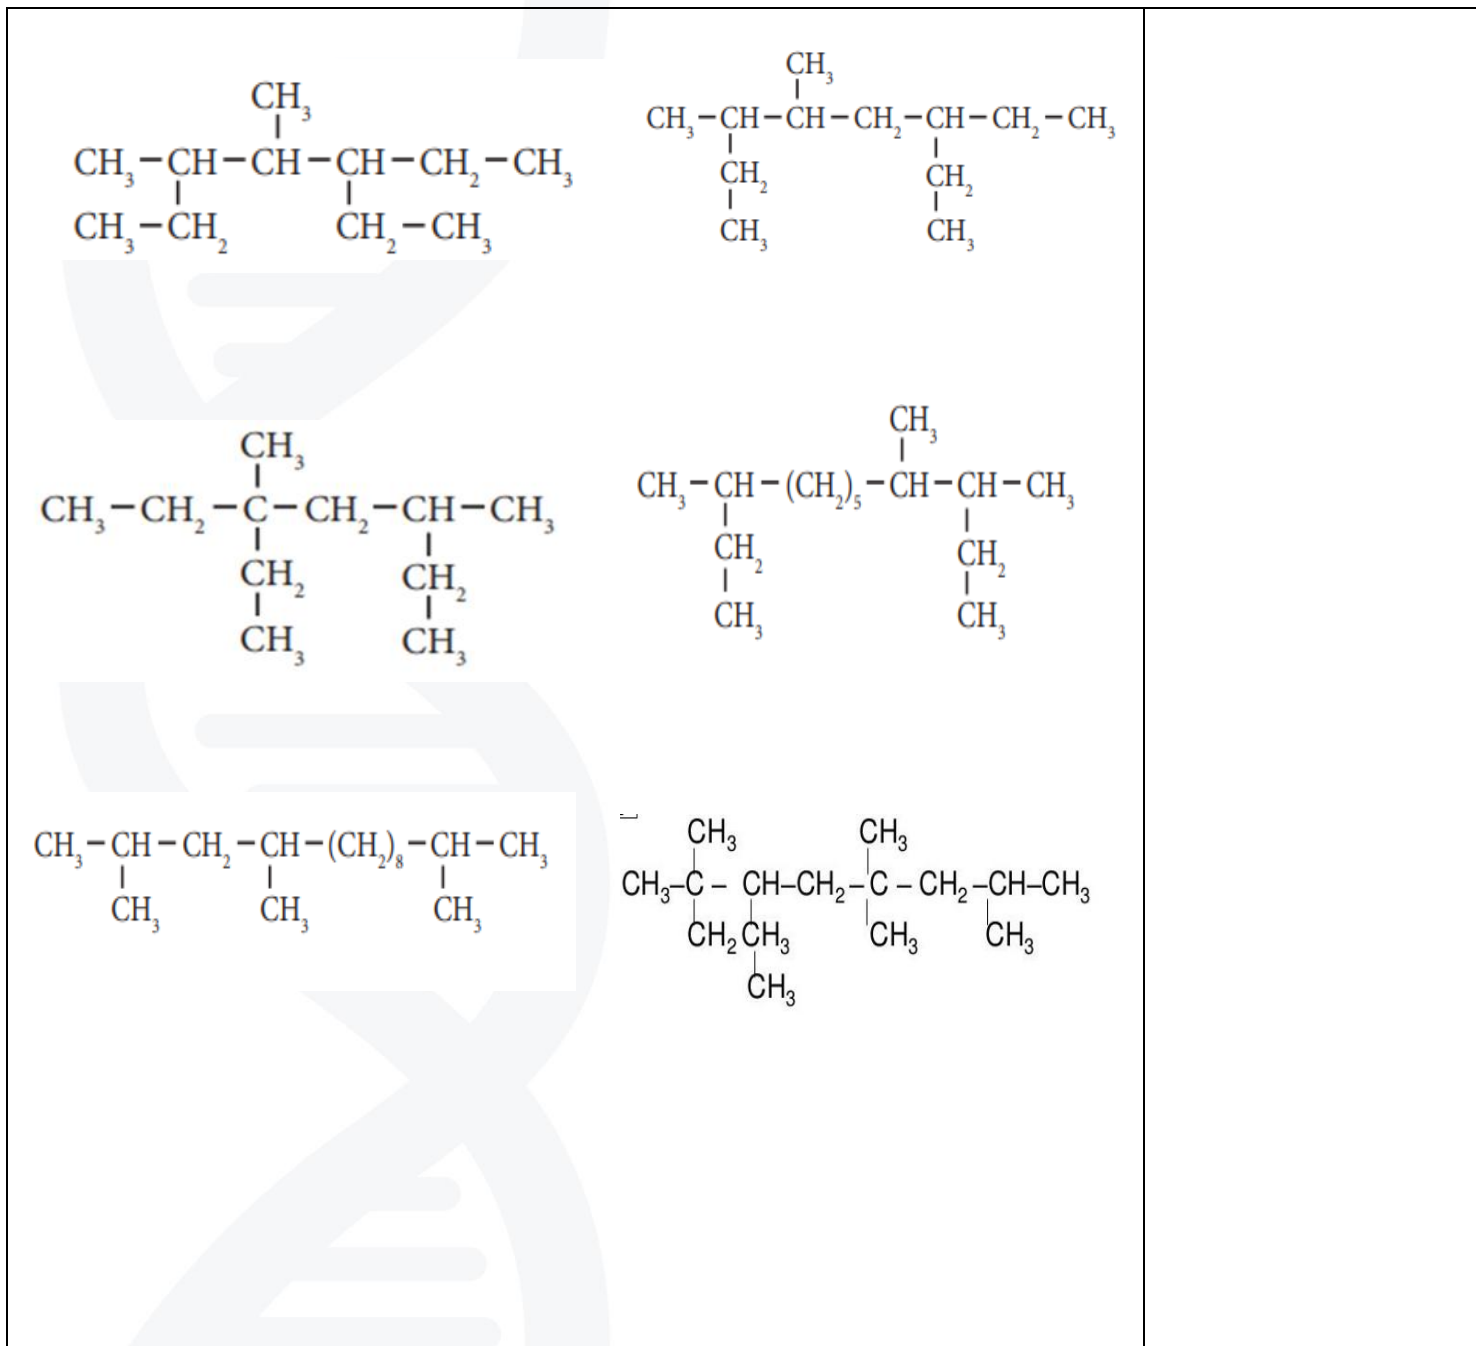 CH₃
CH₃–CH–CH–CH–CH₂–CH₃
CH₃–CH₂ CH₂–CH₃
CH₃
CH₃–CH–CH–CH₂–CH–CH₂–CH₃
CH₂ CH₂
CH₃ CH₃
CH₃
CH₃–CH₂–C–CH₂–CH–CH₃
CH₂ CH₂
CH₃ CH₃
CH₃
CH₃–CH–(CH₂)₅–CH–CH–CH₃
CH₂ CH₂
CH₃ CH₃
CH₃–CH–CH₂–CH–(CH₂)₈–CH–CH₃
CH₃ CH₃ CH₃
CH₃ CH₃
CH₃–C– CH–CH₂–C–CH₂–CH–CH₃
CH₂ CH₃ CH₃ CH₃
CH₃